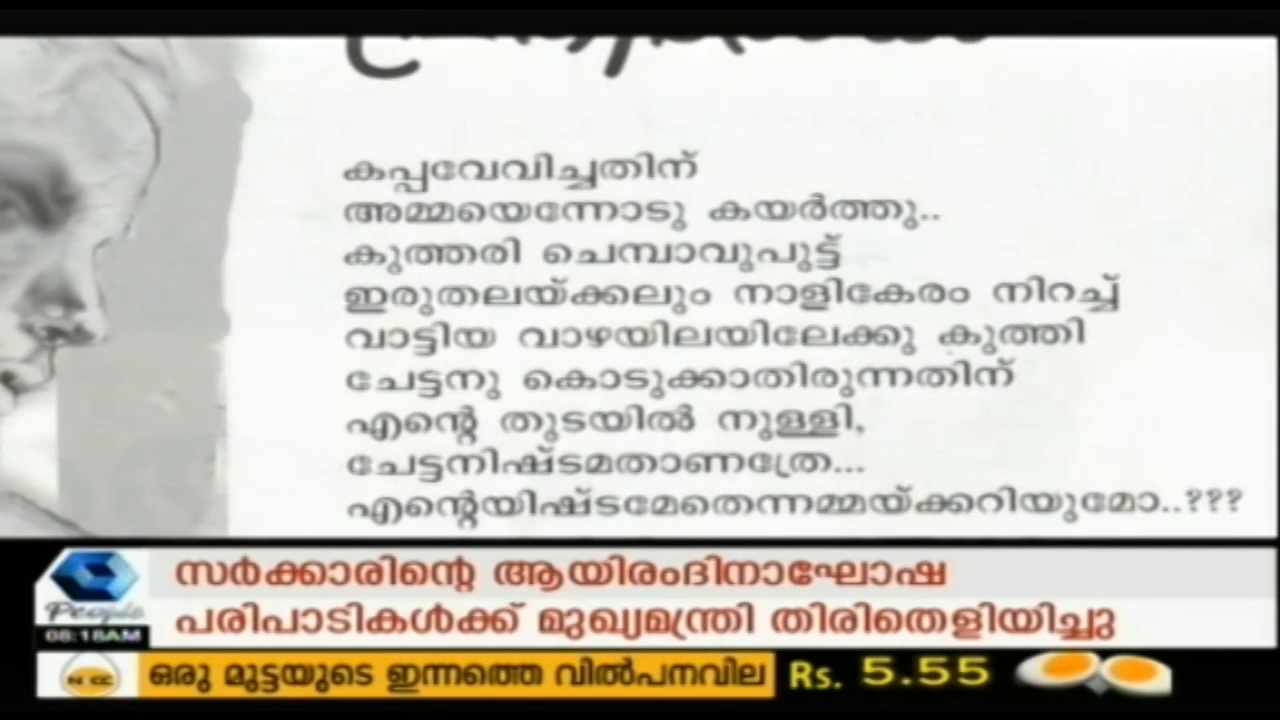 കപ്പവേവിച്ചതിന്
അമ്മയെന്നോടു കയർത്തു..
കുത്തരി ചെമ്പാവുപുട്ട്
ഇരുതലയ്ക്കലും നാളികേരം നിറച്ച്
വാട്ടിയ വാഴയിലയിലേക്കു കുത്തി
ചേട്ടനു കൊടുക്കാതിരുന്നതിന്
എന്റെ തുടയിൽ നുള്ളി,
ചേട്ടനിഷ്ടമതാണത്രേ...
എന്റെയിഷ്ടമേതെന്നമ്മയ്ക്കറിയുമോ..???
സർക്കാരിന്റെ ആയിരംദിനാഘോഷ
പരിപാടികൾക്ക് മുഖ്യമന്ത്രി തിരിതെളിയിച്ചു
People
08:18AM
ഒരു മുട്ടയുടെ ഇന്നത്തെ വിൽപനവില Rs. 5.55